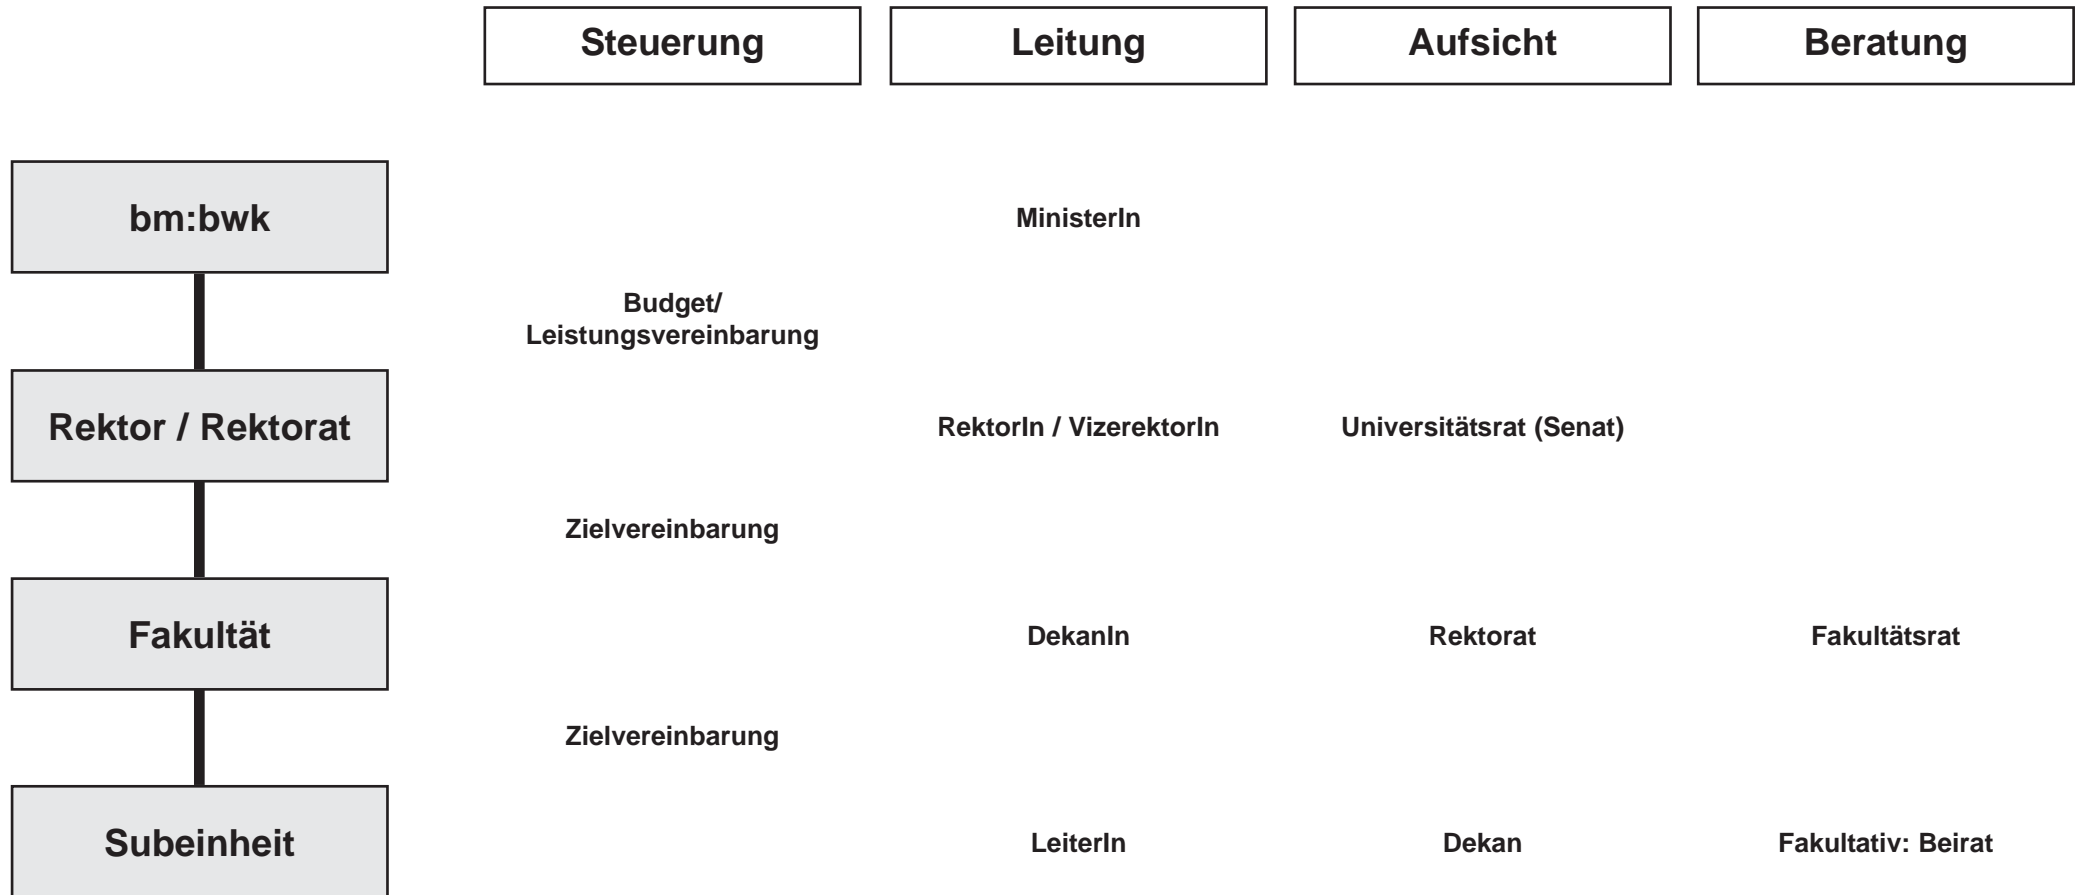 Steuerung Leitung Aufsicht Beratung
bm:bwk MinisterIn
Budget/
Leistungsvereinbarung
Rektor / Rektorat RektorIn / VizerektorIn Universitätsrat (Senat)
Zielvereinbarung
Fakultät DekanIn Rektorat Fakultätsrat
Zielvereinbarung
Subeinheit LeiterIn Dekan Fakultativ: Beirat